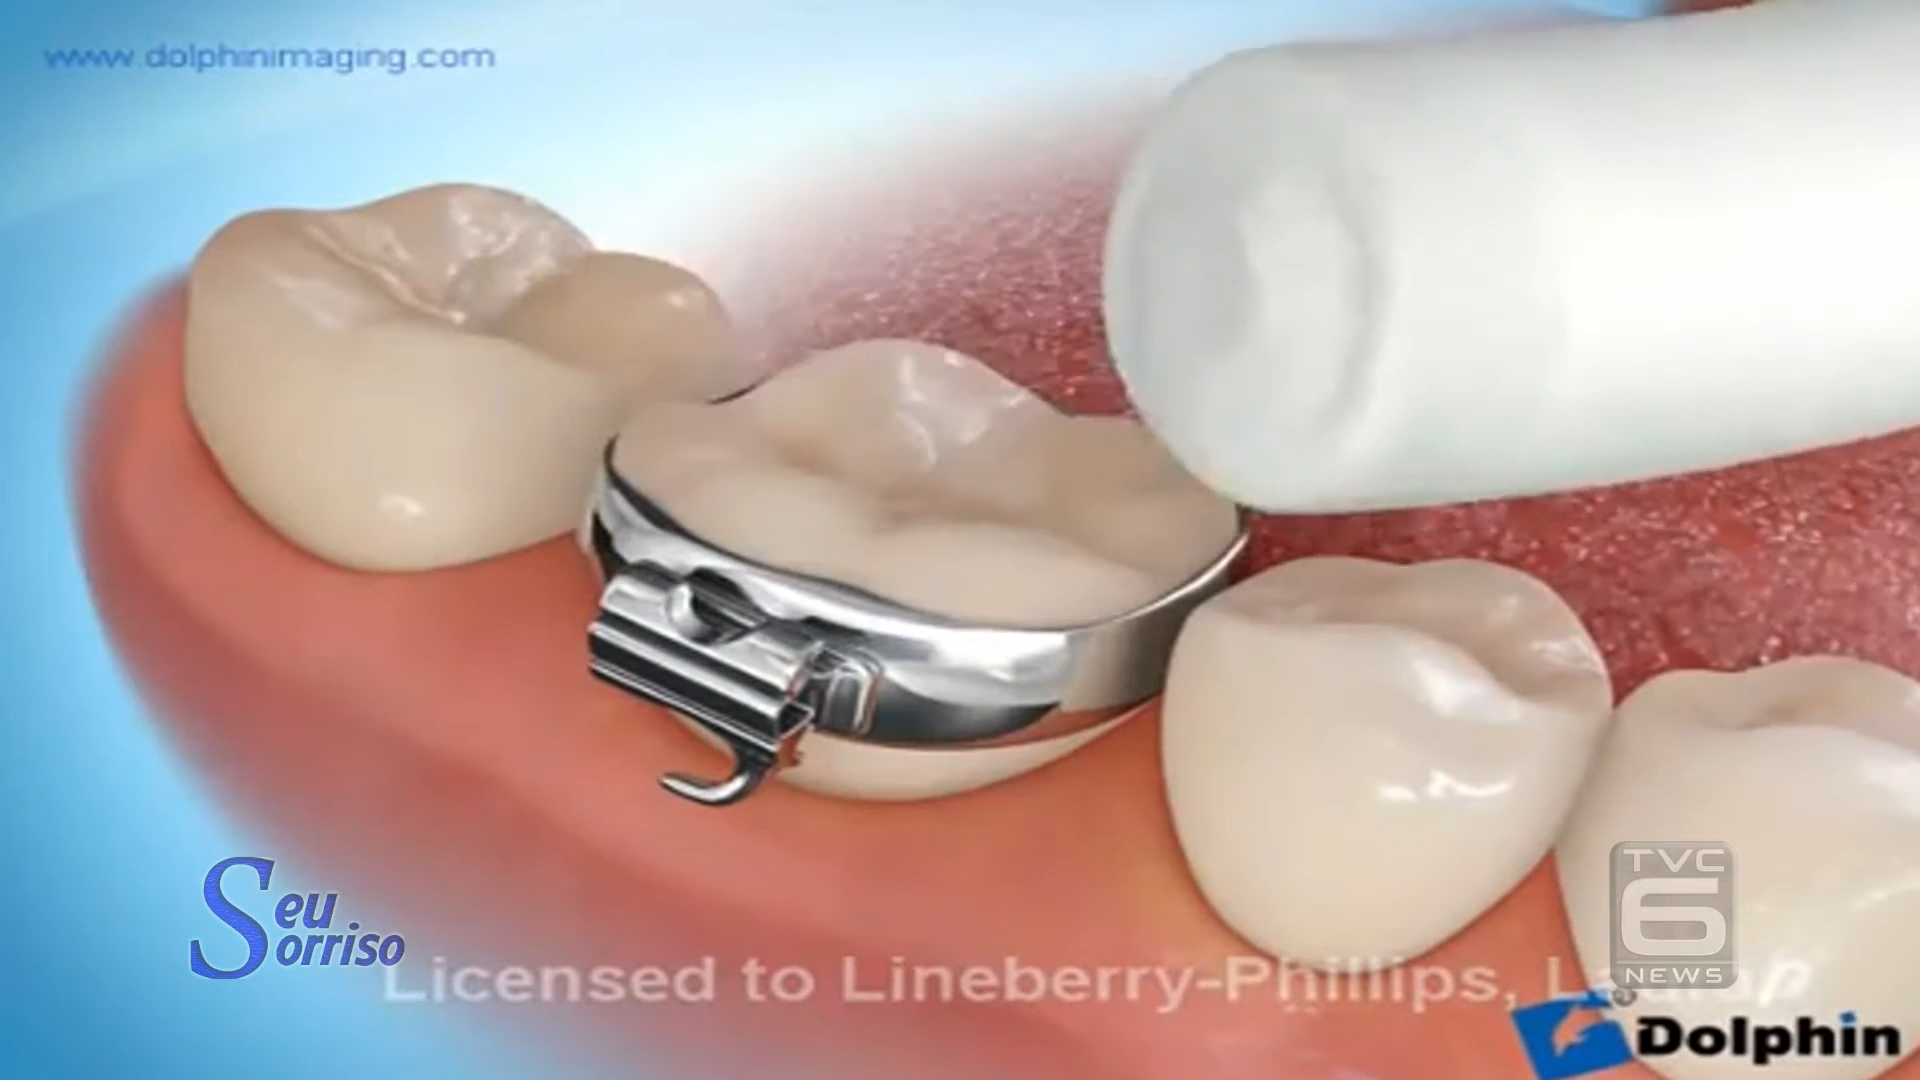 www.dolphinimaging.com
Seu
Sorriso
Licensed to Lineberry-Phillips,
TVC
6
NEWS
Dolphin